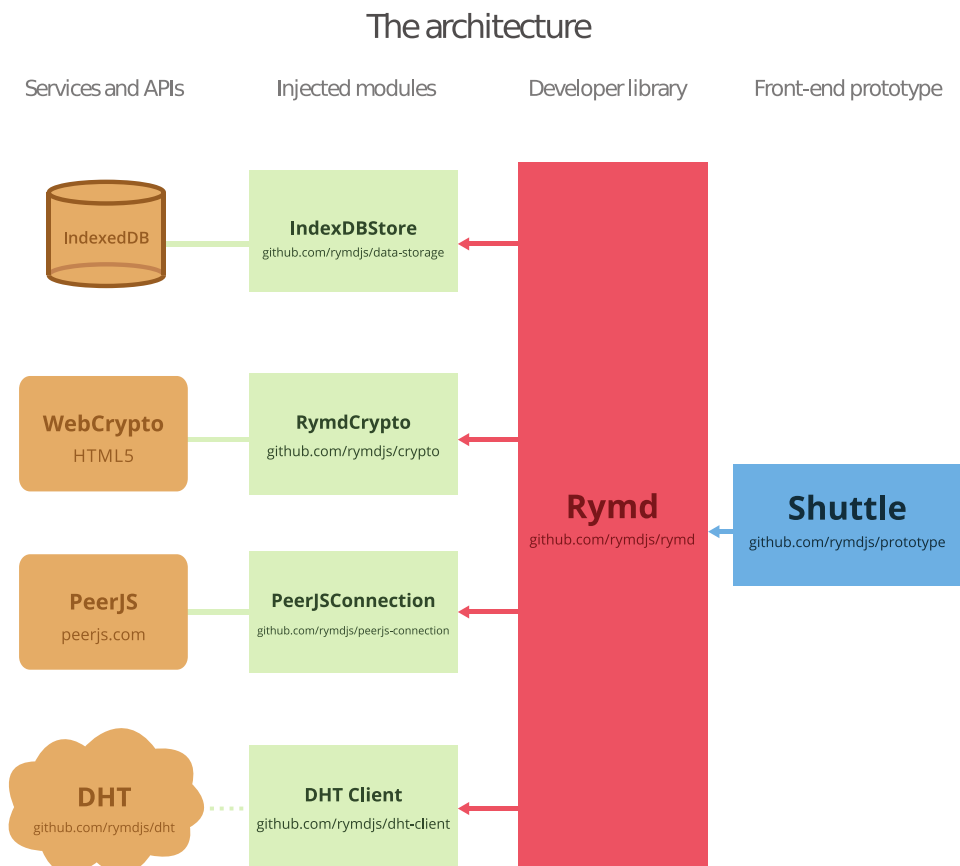 The architecture
Services and APIs
Injected modules
Developer library
Front-end prototype
IndexedDB
IndexDBStore
github.com/rymdjs/data-storage
WebCrypto
HTML5
RymdCrypto
github.com/rymdjs/crypto
Rymd
github.com/rymdjs/rymd
Shuttle
github.com/rymdjs/prototype
PeerJS
peerjs.com
PeerJSConnection
github.com/rymdjs/peerjs-connection
DHT
github.com/rymdjs/dht
DHT Client
github.com/rymdjs/dht-client